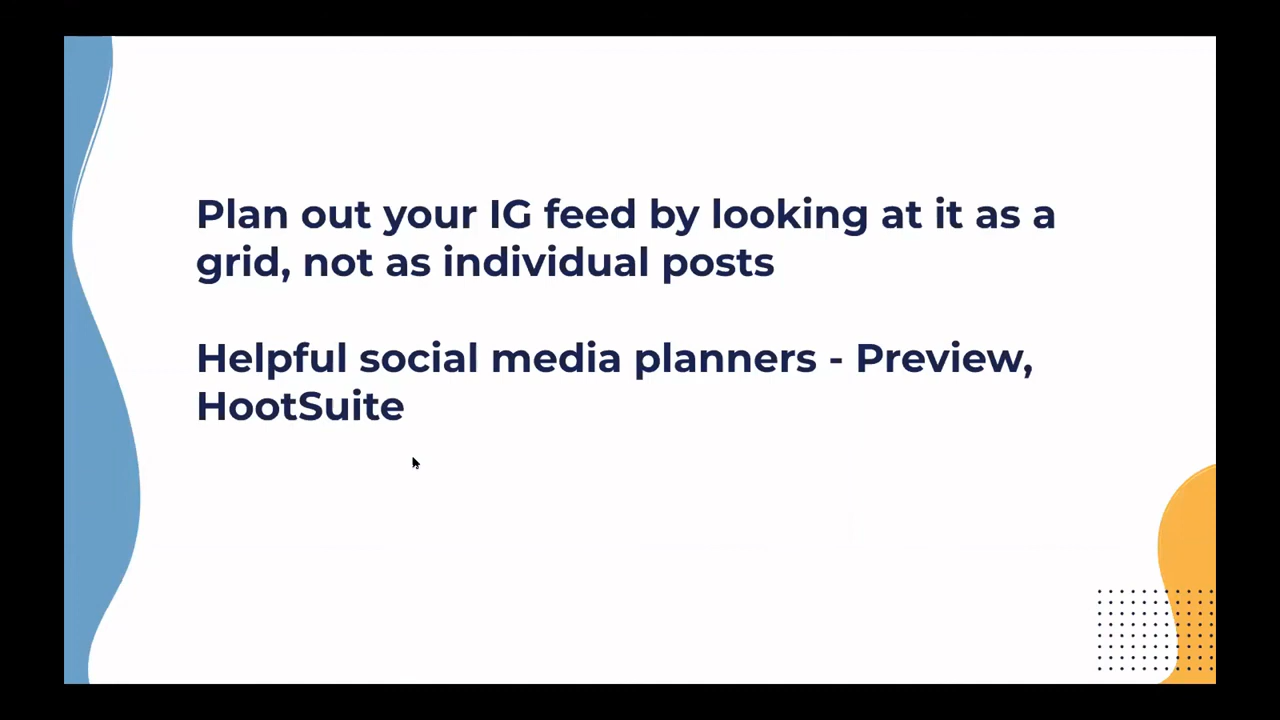 Plan out your IG feed by looking at it as a
grid, not as individual posts
Helpful social media planners - Preview,
HootSuite